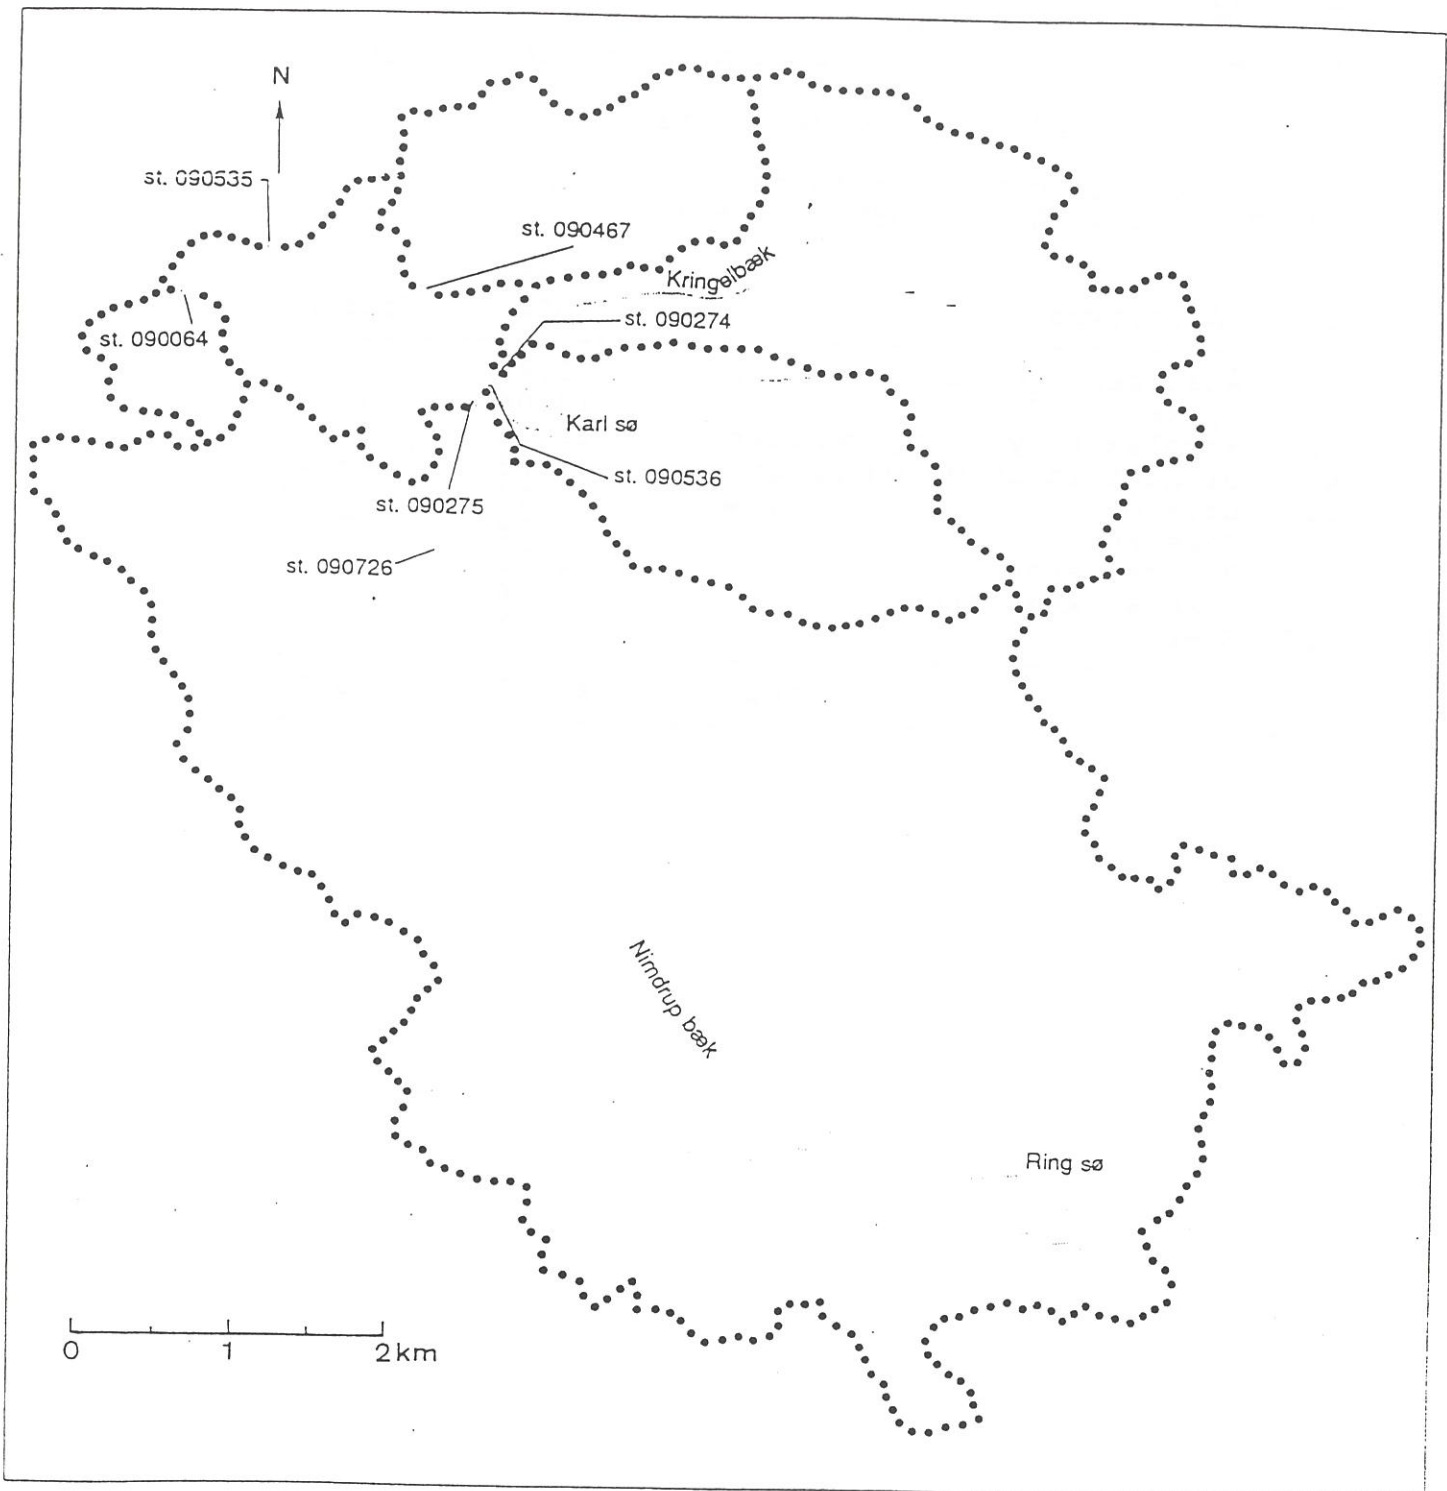 N
st. 090535
st. 090467
Kringelbæk
st. 090274
st. 090064
Karl sø
st. 090536
st. 090275
st. 090726
Nimdrup bæk
Ring sø
0 1 2 km